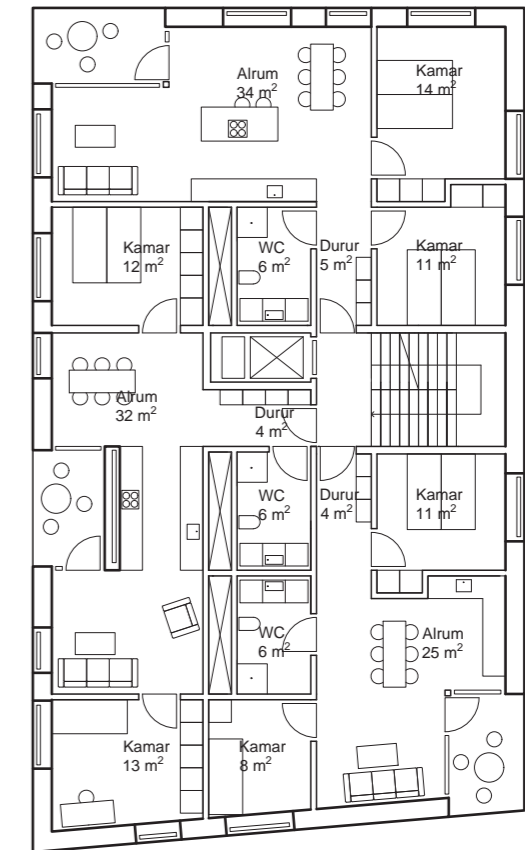 Alrum
34 m²
Kamar
14 m²
Kamar
12 m²
WC
6 m²
Durur
5 m²
Kamar
11 m²
Alrum
32 m²
Durur
4 m²
WC
6 m²
Durur
4 m²
Kamar
11 m²
WC
6 m²
Alrum
25 m²
Kamar
13 m²
Kamar
8 m²